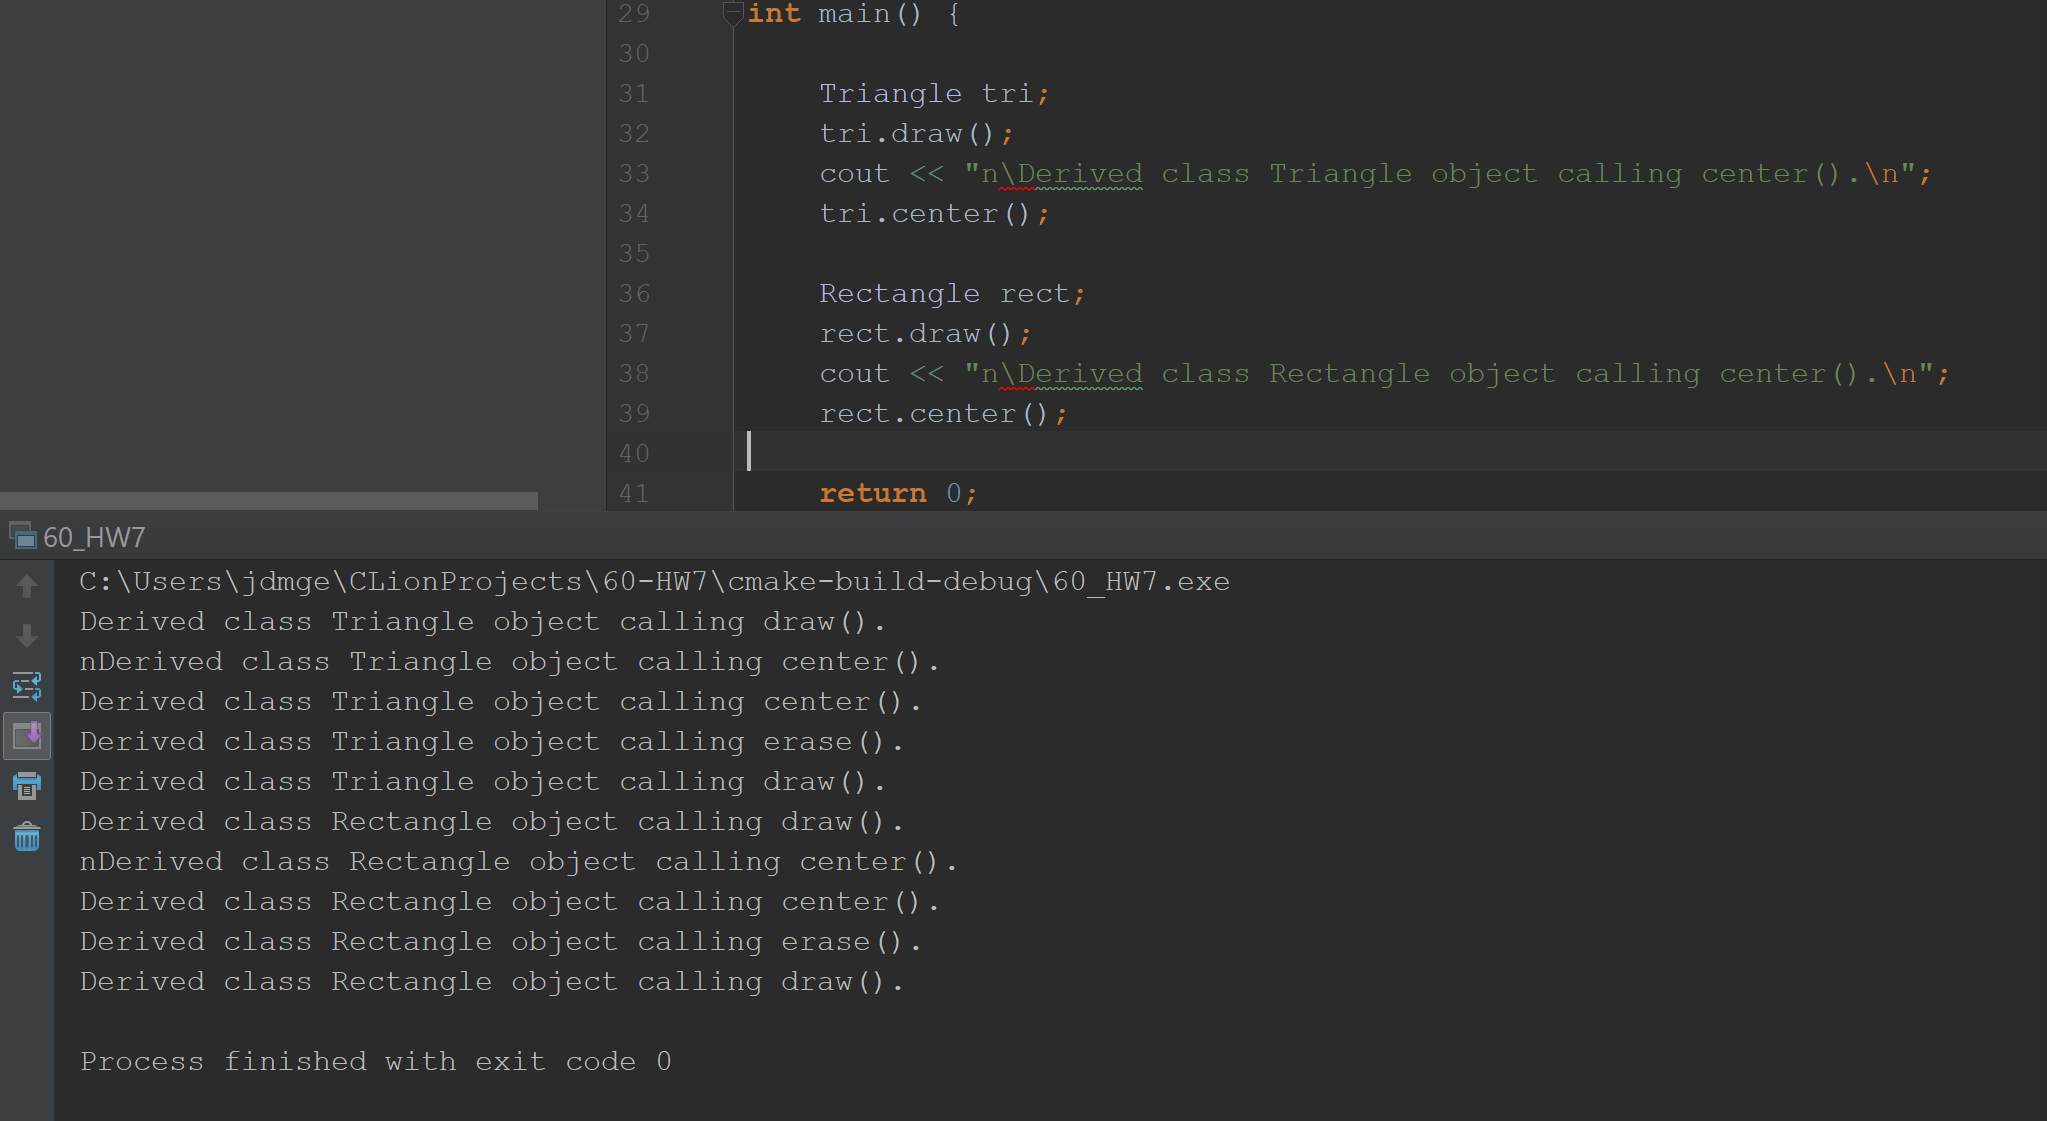 29 int main() {
30
31 Triangle tri;
32 tri.draw();
33 cout << "n\Derived class Triangle object calling center().\n";
34 tri.center();
35
36 Rectangle rect;
37 rect.draw();
38 cout << "n\Derived class Rectangle object calling center().\n";
39 rect.center();
40
41 return 0;
60_HW7
C:\Users\jdmge\CLionProjects\60-HW7\cmake-build-debug\60_HW7.exe
Derived class Triangle object calling draw().
nDerived class Triangle object calling center().
Derived class Triangle object calling center().
Derived class Triangle object calling erase().
Derived class Triangle object calling draw().
Derived class Rectangle object calling draw().
nDerived class Rectangle object calling center().
Derived class Rectangle object calling center().
Derived class Rectangle object calling erase().
Derived class Rectangle object calling draw().
Process finished with exit code 0